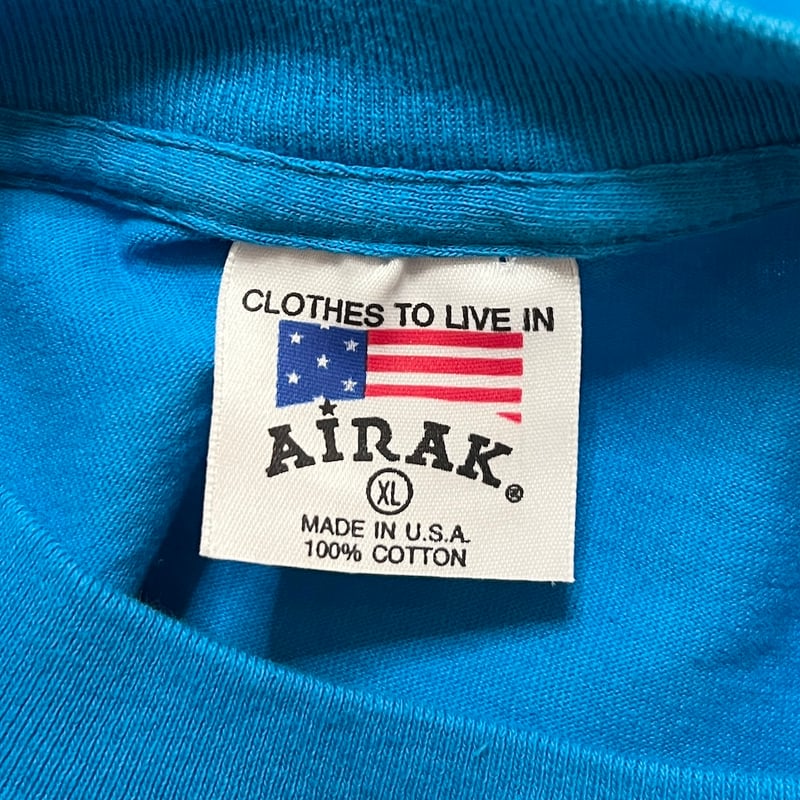 CLOTHES TO LIVE IN
AiRAK
XL ®
MADE IN U.S.A.
100% COTTON